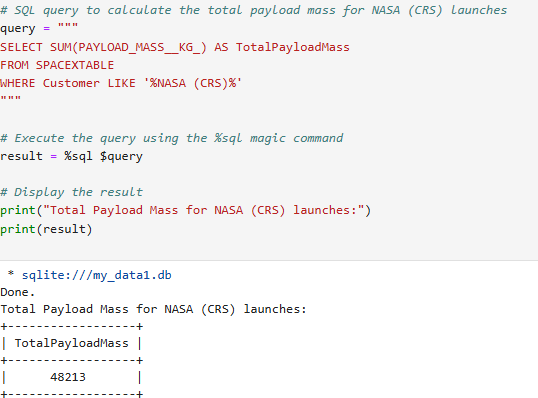 # SQL query to calculate the total payload mass for NASA (CRS) launches
query = """
SELECT SUM(PAYLOAD_MASS__KG_) AS TotalPayloadMass
FROM SPACEXTABLE
WHERE Customer LIKE '%NASA (CRS)%'
"""
# Execute the query using the %sql magic command
result = %sql $query
# Display the result
print("Total Payload Mass for NASA (CRS) launches:")
print(result)
* sqlite:///my_data1.db
Done.
Total Payload Mass for NASA (CRS) launches:
+------------------+
| TotalPayloadMass |
+------------------+
|      48213       |
+------------------+